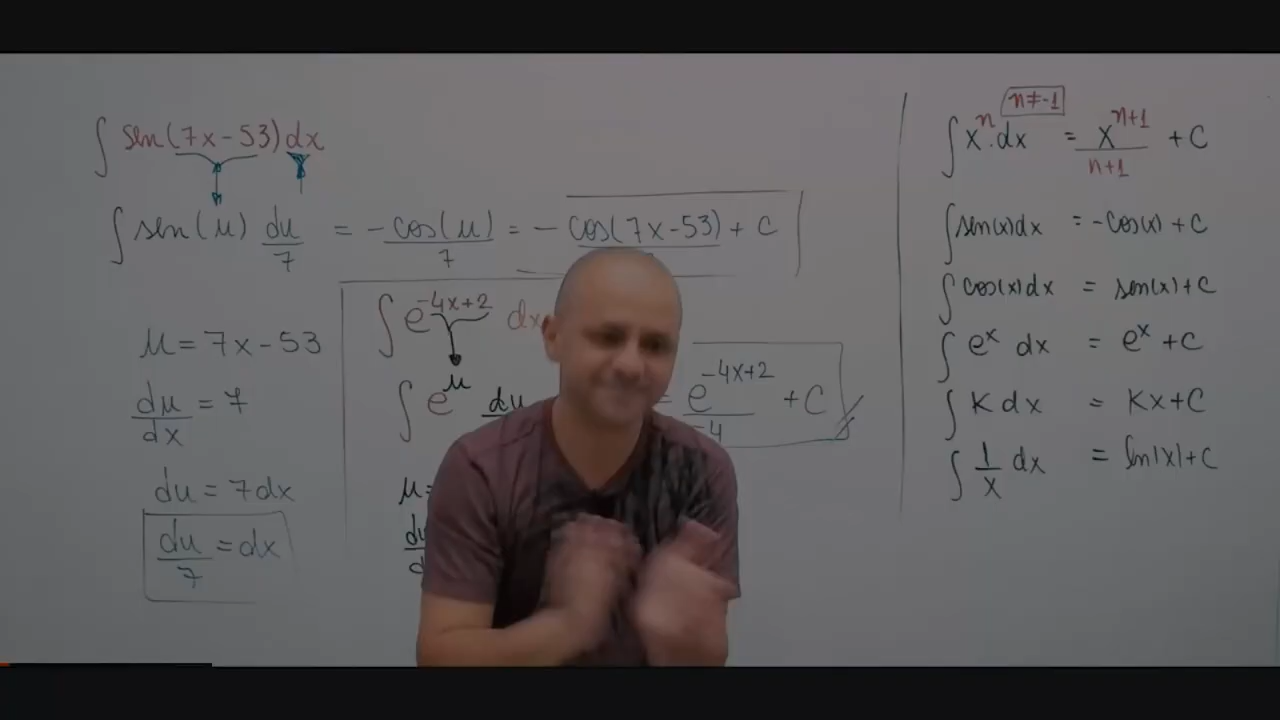 ∫ sen(7x-53)dx
∫ sen(u) du/7 = -cos(u)/7 = -cos(7x-53) + C
u = 7x-53
du/dx = 7
du = 7dx
du/7 = dx
∫ e^-4x+2 dx
∫ e^u du = e^-4x+2/-4 + C
u=
n≠-1
∫ x^n.dx = x^n+1/n+1 + C
∫sen(x)dx = -cos(x) + C
∫ cos(x)dx = sen(x)+C
∫ e^x dx = e^x + C
∫ K dx = Kx+C
∫ 1/x dx = ln|x|+C